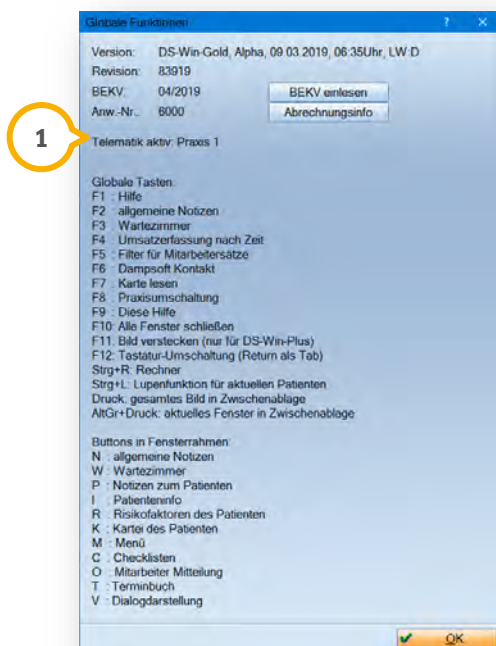 Globale Funktionen
Version: DS-Win-Gold, Alpha, 09.03.2019, 06:35Uhr, LW:D
Revision: 83919
BEKV: 04/2019 BEKV einlesen
Anw.-Nr.: 6000 Abrechnungsinfo
1
Telematik aktiv: Praxis 1
Globale Tasten:
F1 : Hilfe
F2 : allgemeine Notizen
F3 : Wartezimmer
F4 : Umsatzerfassung nach Zeit
F5 : Filter für Mitarbeitersätze
F6 : Dampsoft Kontakt
F7 : Karte lesen
F8 : Praxisumschaltung
F9 : Diese Hilfe
F10: Alle Fenster schließen
F11: Bild verstecken (nur für DS-Win-Plus)
F12: Tastatur-Umschaltung (Return als Tab)
Strg+R: Rechner
Strg+L: Lupenfunktion für aktuellen Patienten
Druck: gesamtes Bild in Zwischenablage
AltGr+Druck: aktuelles Fenster in Zwischenablage
Buttons in Fensterrahmen:
N : allgemeine Notizen
W : Wartezimmer
P : Notizen zum Patienten
I : Patienteninfo
R : Risikofaktoren des Patienten
K : Kartei des Patienten
M : Menü
C : Checklisten
O : Mitarbeiter Mitteilung
T : Terminbuch
V : Dialogdarstellung
OK